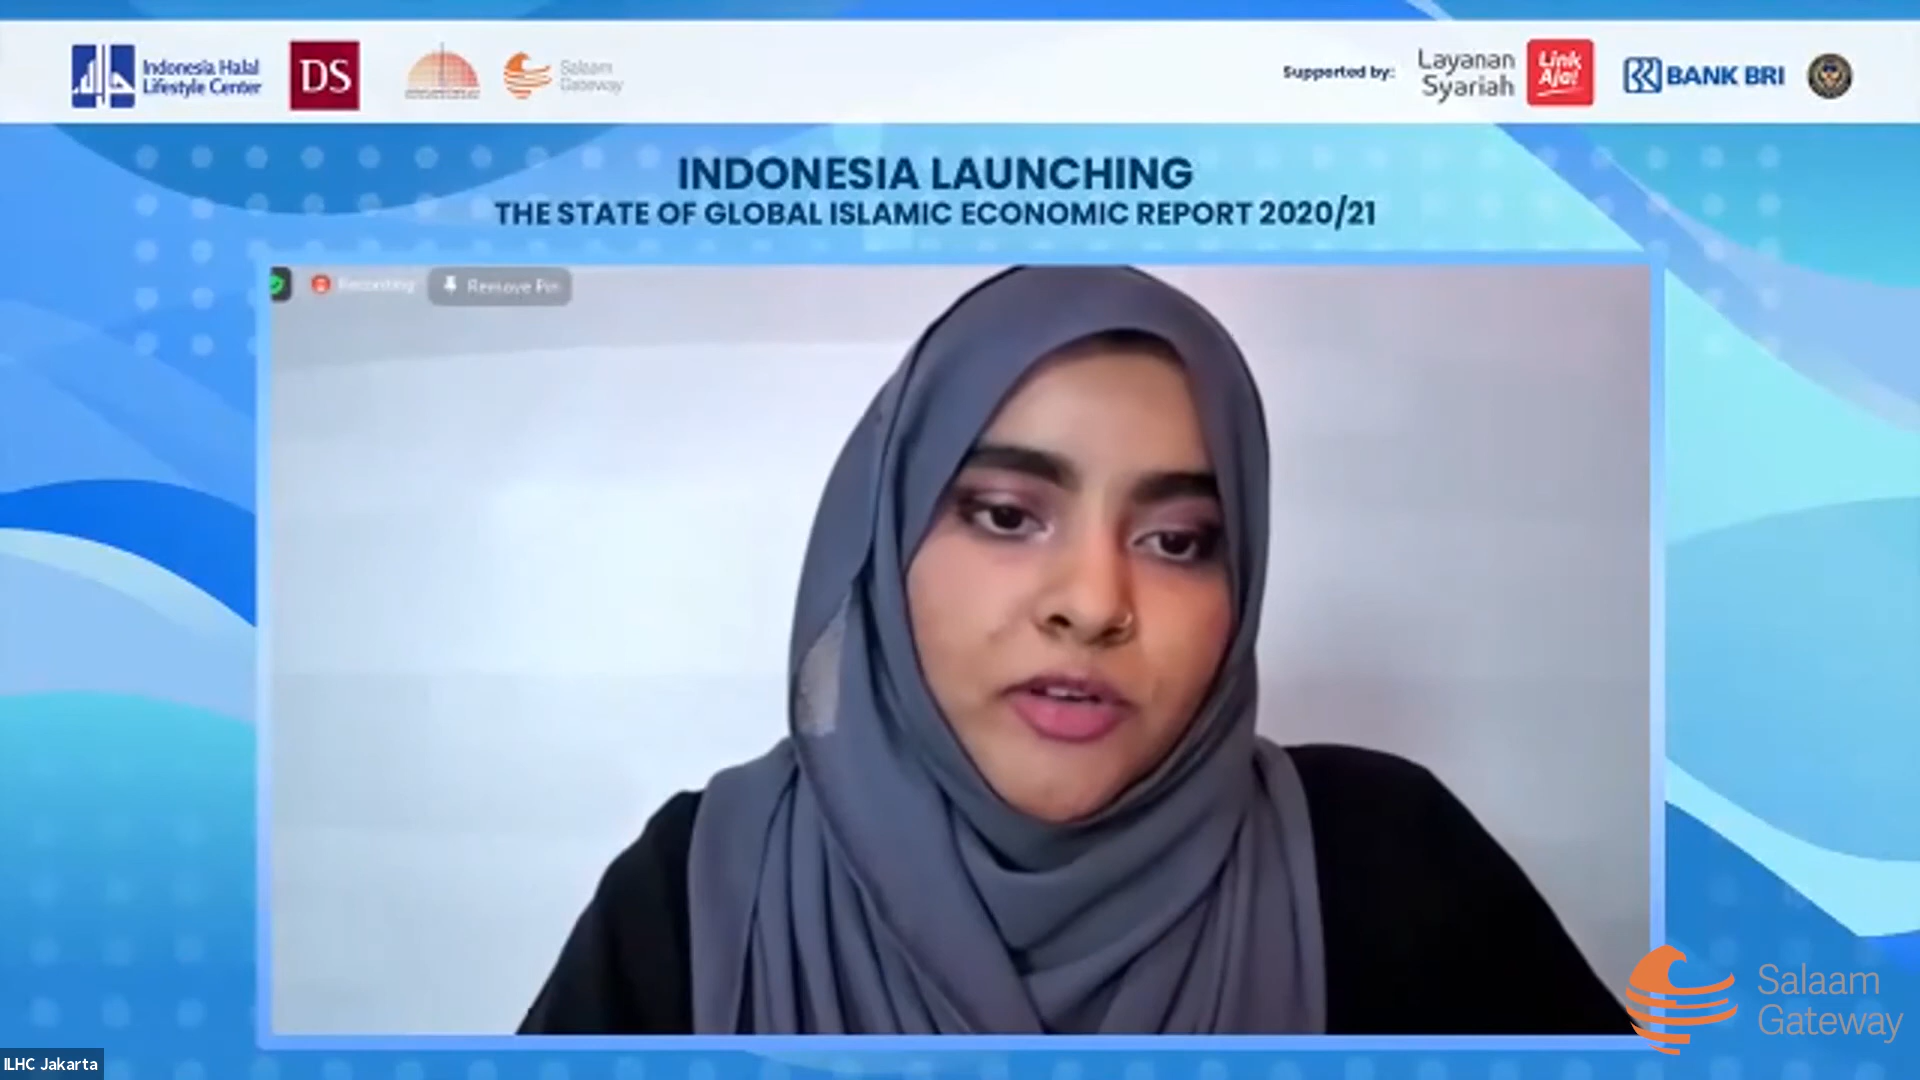 Indonesia Halal
Lifestyle Center
DS
Salaam
Gateway
Supported by:
Layanan
Syariah
Link
Aja!
BANK BRI
INDONESIA LAUNCHING
THE STATE OF GLOBAL ISLAMIC ECONOMIC REPORT 2020/21
Recording
Remove Pin
Salaam
Gateway
ILHC Jakarta